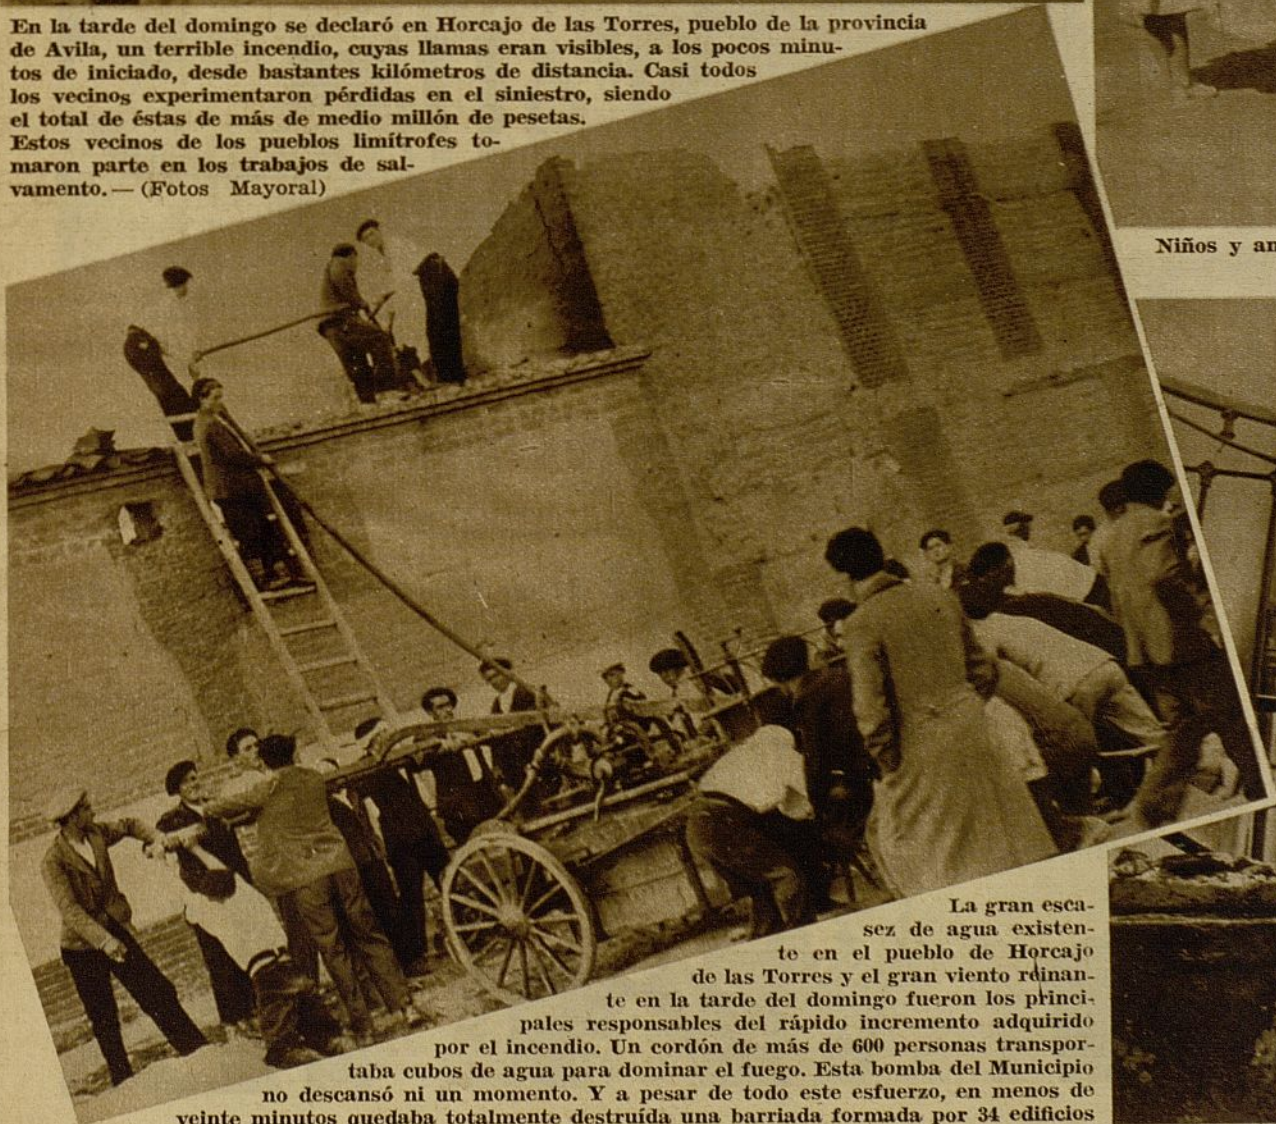 En la tarde del domingo se declaró en Horcajo de las Torres, pueblo de la provincia
de Avila, un terrible incendio, cuyas llamas eran visibles, a los pocos minu-
tos de iniciado, desde bastantes kilómetros de distancia. Casi todos
los vecinos experimentaron pérdidas en el siniestro, siendo
el total de éstas de más de medio millón de pesetas.
Estos vecinos de los pueblos limítrofes to-
maron parte en los trabajos de sal-
vamento.— (Fotos Mayoral)
Niños y an
La gran esca-
sez de agua existen-
te en el pueblo de Horcajo
de las Torres y el gran viento reinan-
te en la tarde del domingo fueron los princi-
pales responsables del rápido incremento adquirido
por el incendio. Un cordón de más de 600 personas transpor-
taba cubos de agua para dominar el fuego. Esta bomba del Municipio
no descansó ni un momento. Y a pesar de todo este esfuerzo, en menos de
veinte minutos quedaba totalmente destruída una barriada formada por 34 edificios